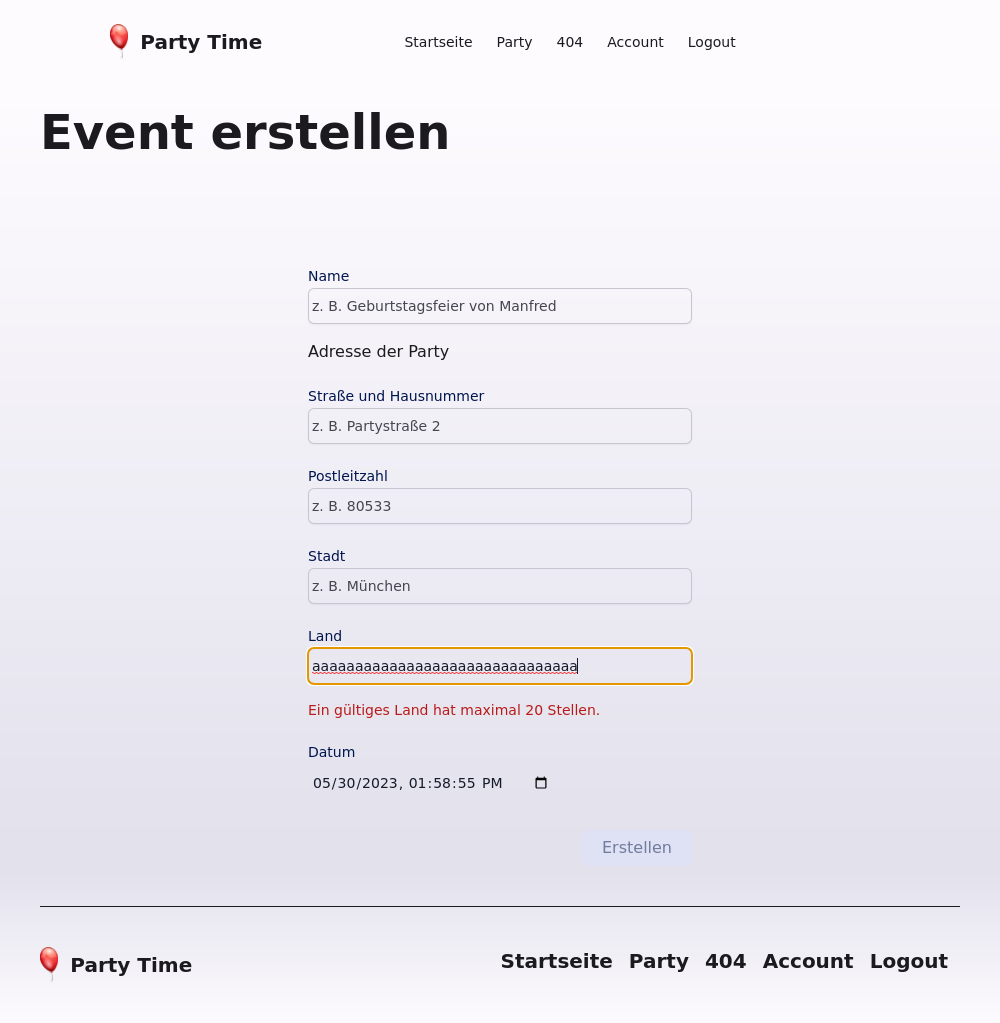 Party Time
Startseite Party 404 Account Logout
Event erstellen
Name
z. B. Geburtstagsfeier von Manfred
Adresse der Party
Straße und Hausnummer
z. B. Partystraße 2
Postleitzahl
z. B. 80533
Stadt
z. B. München
Land
aaaaaaaaaaaaaaaaaaaaaaaaaaaaaaa
Ein gültiges Land hat maximal 20 Stellen.
Datum
05/30/2023, 01:58:55 PM
Erstellen
Party Time
Startseite Party 404 Account Logout